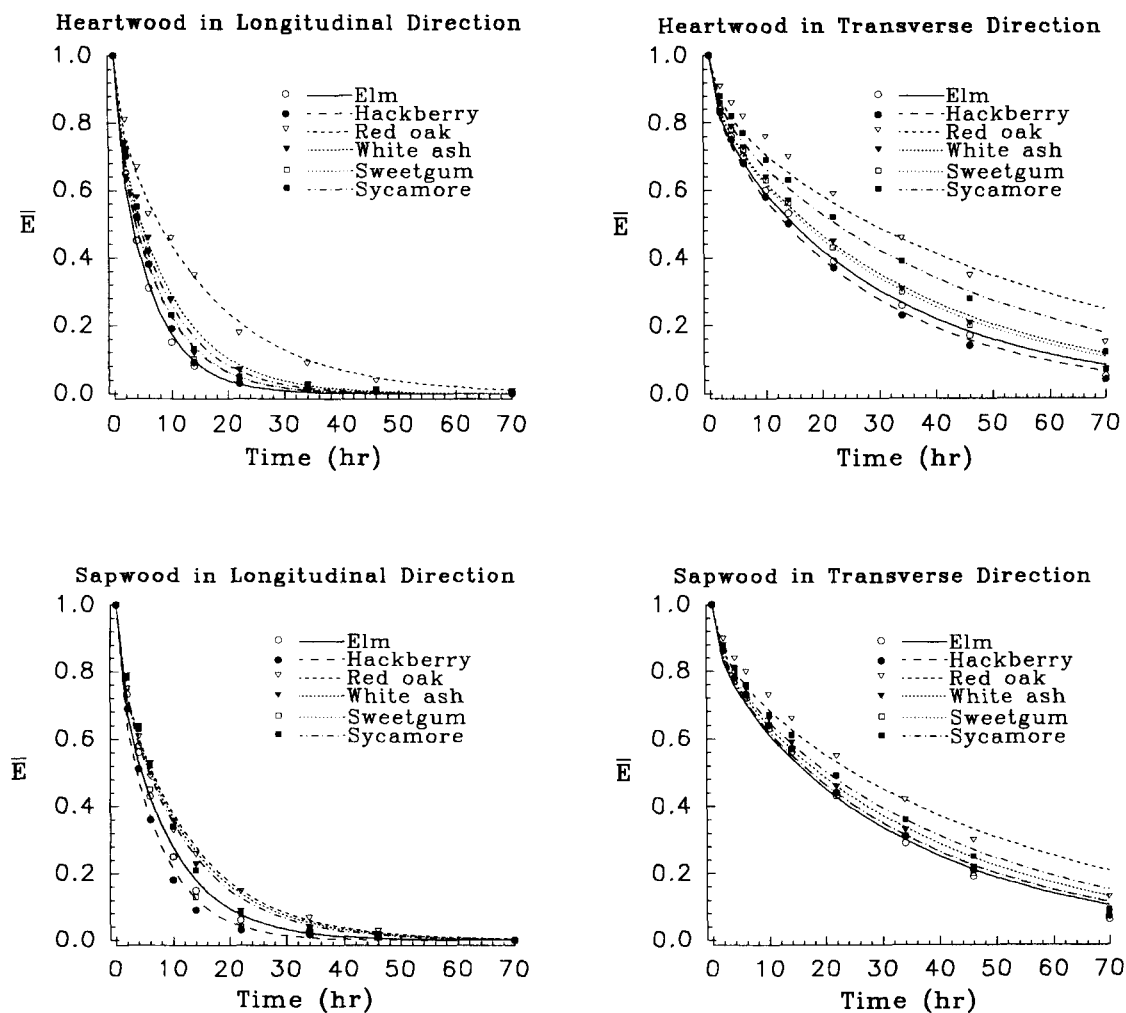 Heartwood in Longitudinal Direction
1.0
0.8
0.6
0.4
0.2
0.0
E̅
Elm
Hackberry
Red oak
White ash
Sweetgum
Sycamore
0 10 20 30 40 50 60 70
Time (hr)
Heartwood in Transverse Direction
1.0
0.8
0.6
0.4
0.2
0.0
E̅
Elm
Hackberry
Red oak
White ash
Sweetgum
Sycamore
0 10 20 30 40 50 60 70
Time (hr)
Sapwood in Longitudinal Direction
1.0
0.8
0.6
0.4
0.2
0.0
E̅
Elm
Hackberry
Red oak
White ash
Sweetgum
Sycamore
0 10 20 30 40 50 60 70
Time (hr)
Sapwood in Transverse Direction
1.0
0.8
0.6
0.4
0.2
0.0
E̅
Elm
Hackberry
Red oak
White ash
Sweetgum
Sycamore
0 10 20 30 40 50 60 70
Time (hr)